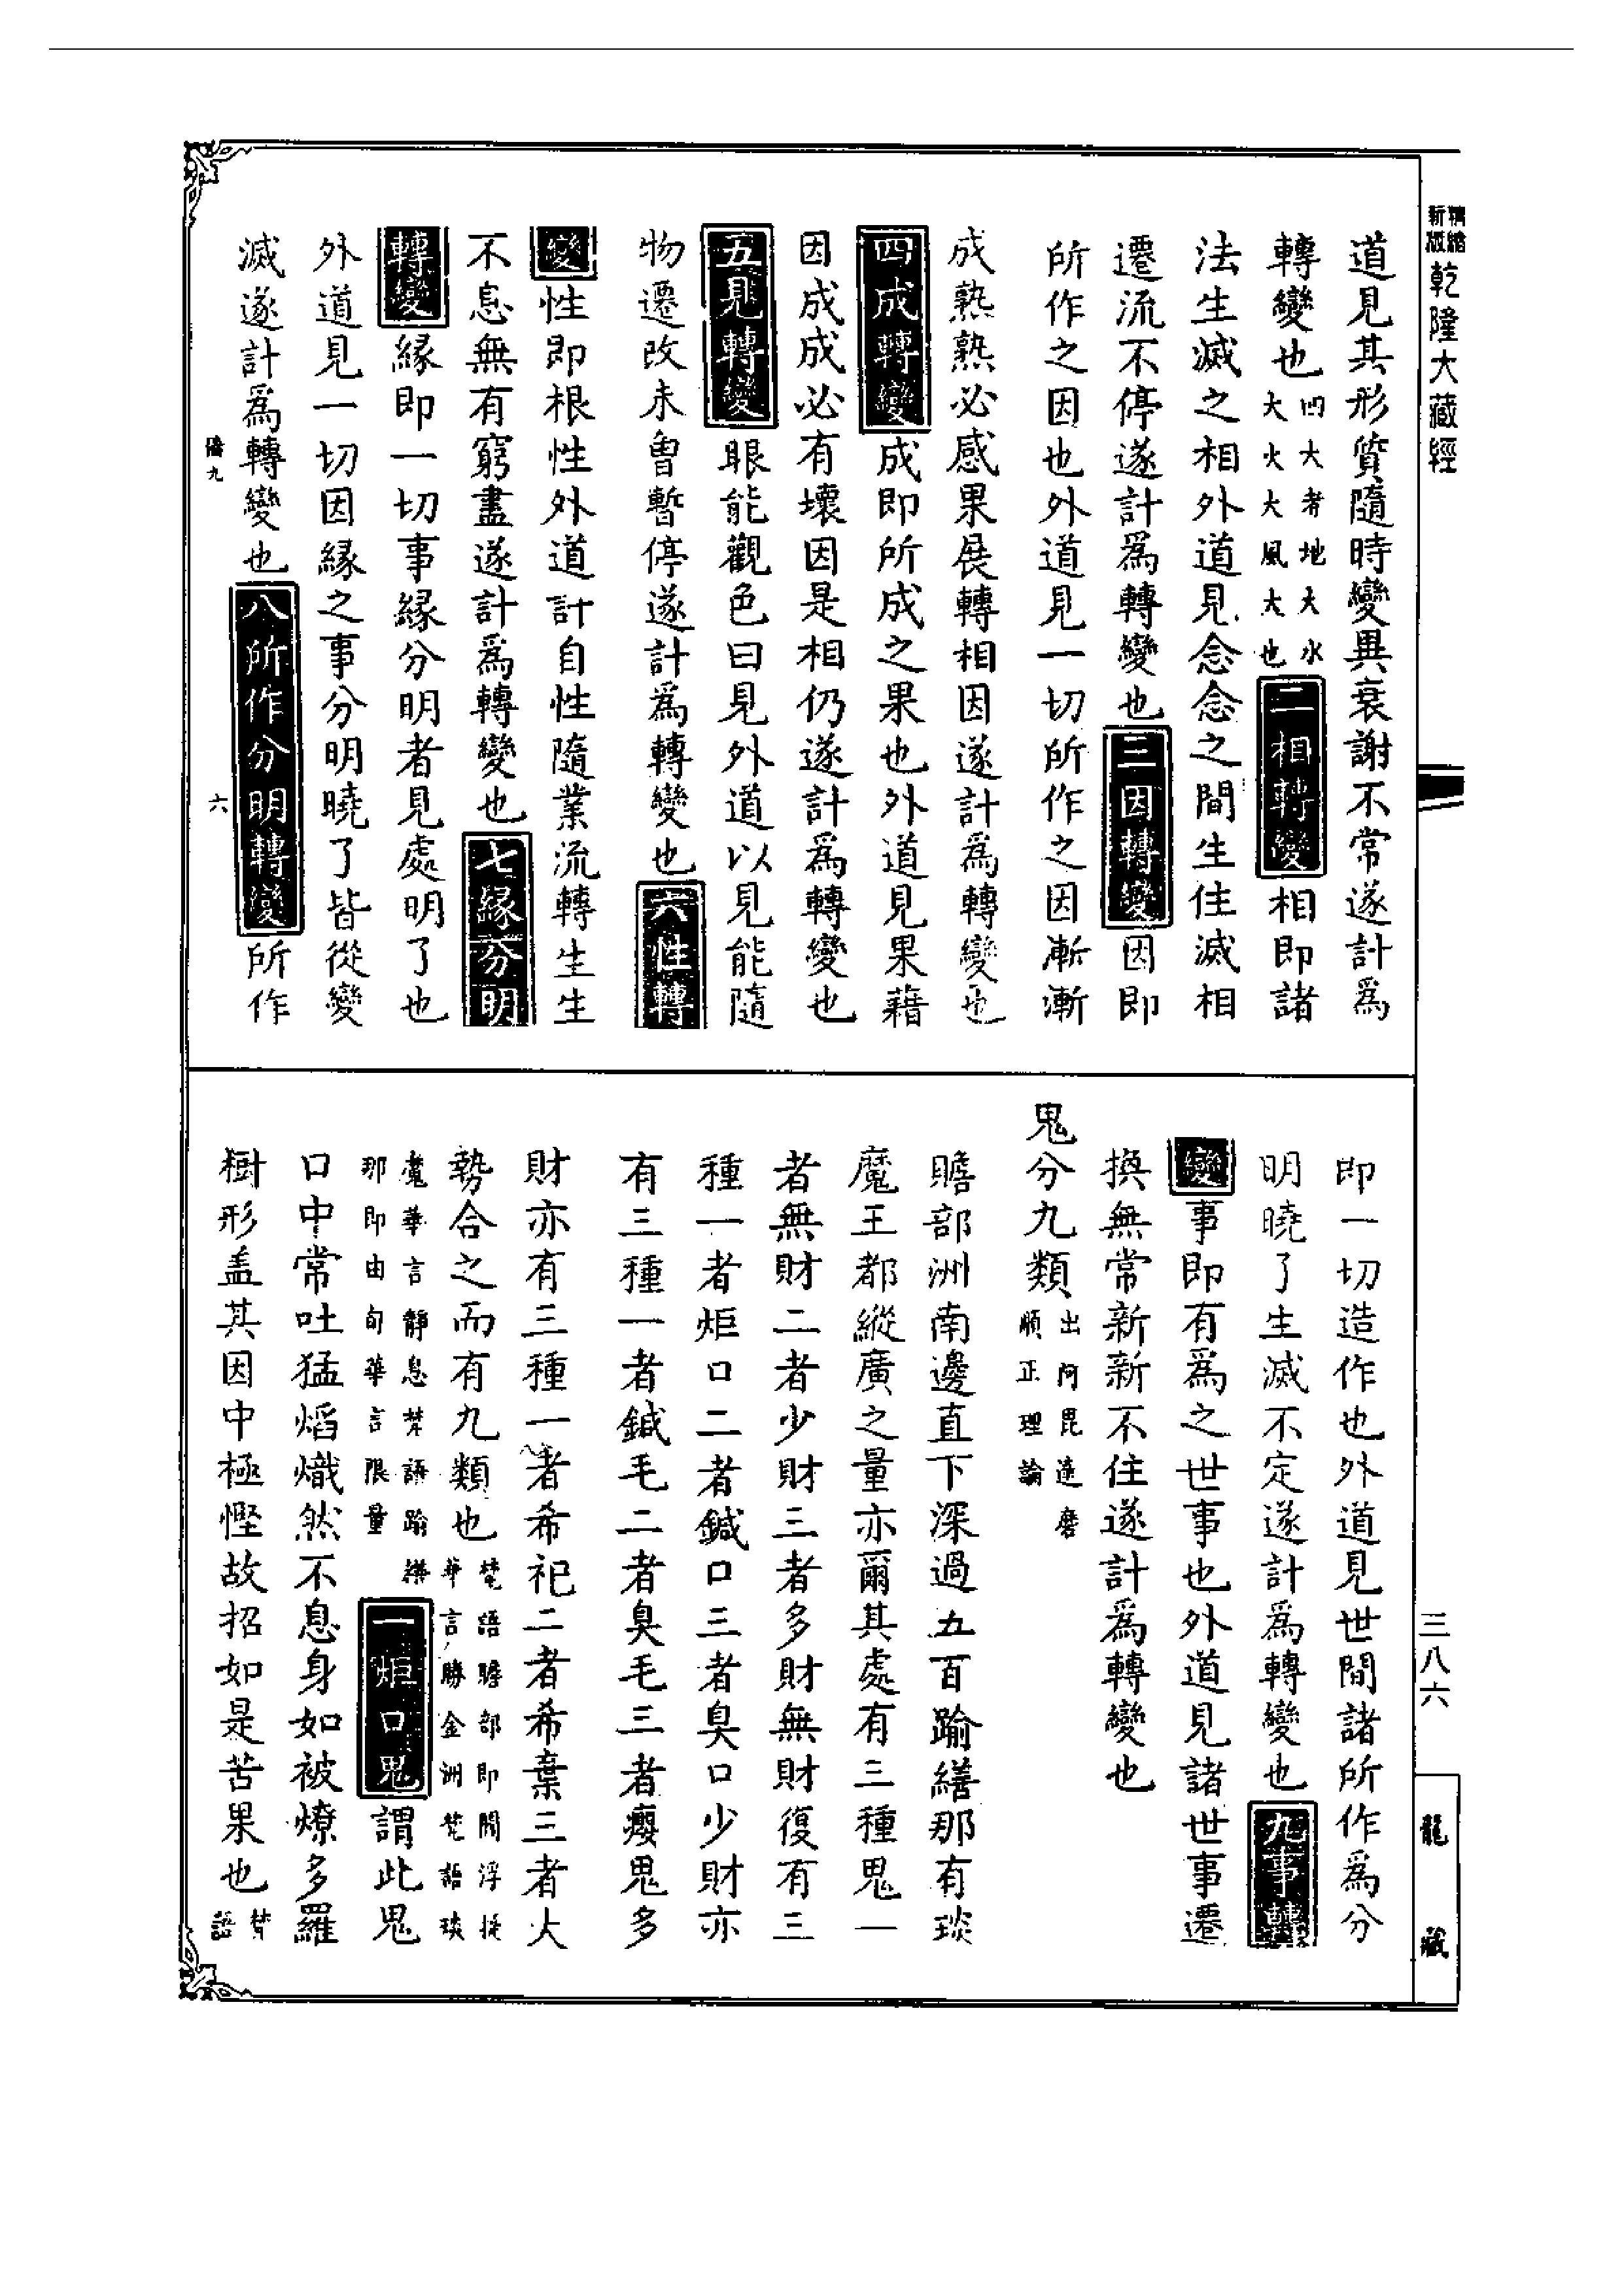 精縮
新版
乾隆大藏經
道見其形質隨時變異衰謝不常遂計爲
轉變也四大者地大水大火大風大也二相轉變相即諸
法生滅之相外道見念念之間生住滅相
遷流不停遂計爲轉變也三因轉變因即
所作之因也外道見一切所作之因漸漸
成熟熟必感果展轉相因遂計爲轉變也
四成轉變成即所成之果也外道見果藉
因成成必有壞因是相仍遂計爲轉變也
五見轉變眼能觀色曰見外道以見能隨
物遷改未曾暫停遂計爲轉變也六性轉
變性即根性外道計自性隨業流轉生生
不息無有窮盡遂計爲轉變也七緣分明
轉變緣即一切事緣分明者見處明了也
外道見一切因緣之事分明曉了皆從變
滅遂計爲轉變也八所作分明轉變所作
九
六
即一切造作也外道見世間諸所作爲分
明曉了生滅不定遂計爲轉變也九事轉
變事即有爲之世事也外道見諸世事遷
換無常新新不住遂計爲轉變也
鬼分九類出阿毘達磨順正理論
贍部洲南邊直下深過五百踰繕那有琰
魔王都縱廣之量亦爾其處有三種鬼一
者無財二者少財三者多財無財復有三
種一者炬口二者鍼口三者臭口少財亦
有三種一者鍼毛二者臭毛三者癭鬼多
財亦有三種一者希祀二者希棄三者大
勢合之而有九類也梵語贍部即閻浮提華言勝金洲梵語琰
魔華言靜息梵語踰繕那即由旬華言限量一炬口鬼謂此鬼
口中常吐猛熖熾然不息身如被燎多羅
樹形盖其因中極慳故招如是苦果也梵語
三八六
龍藏